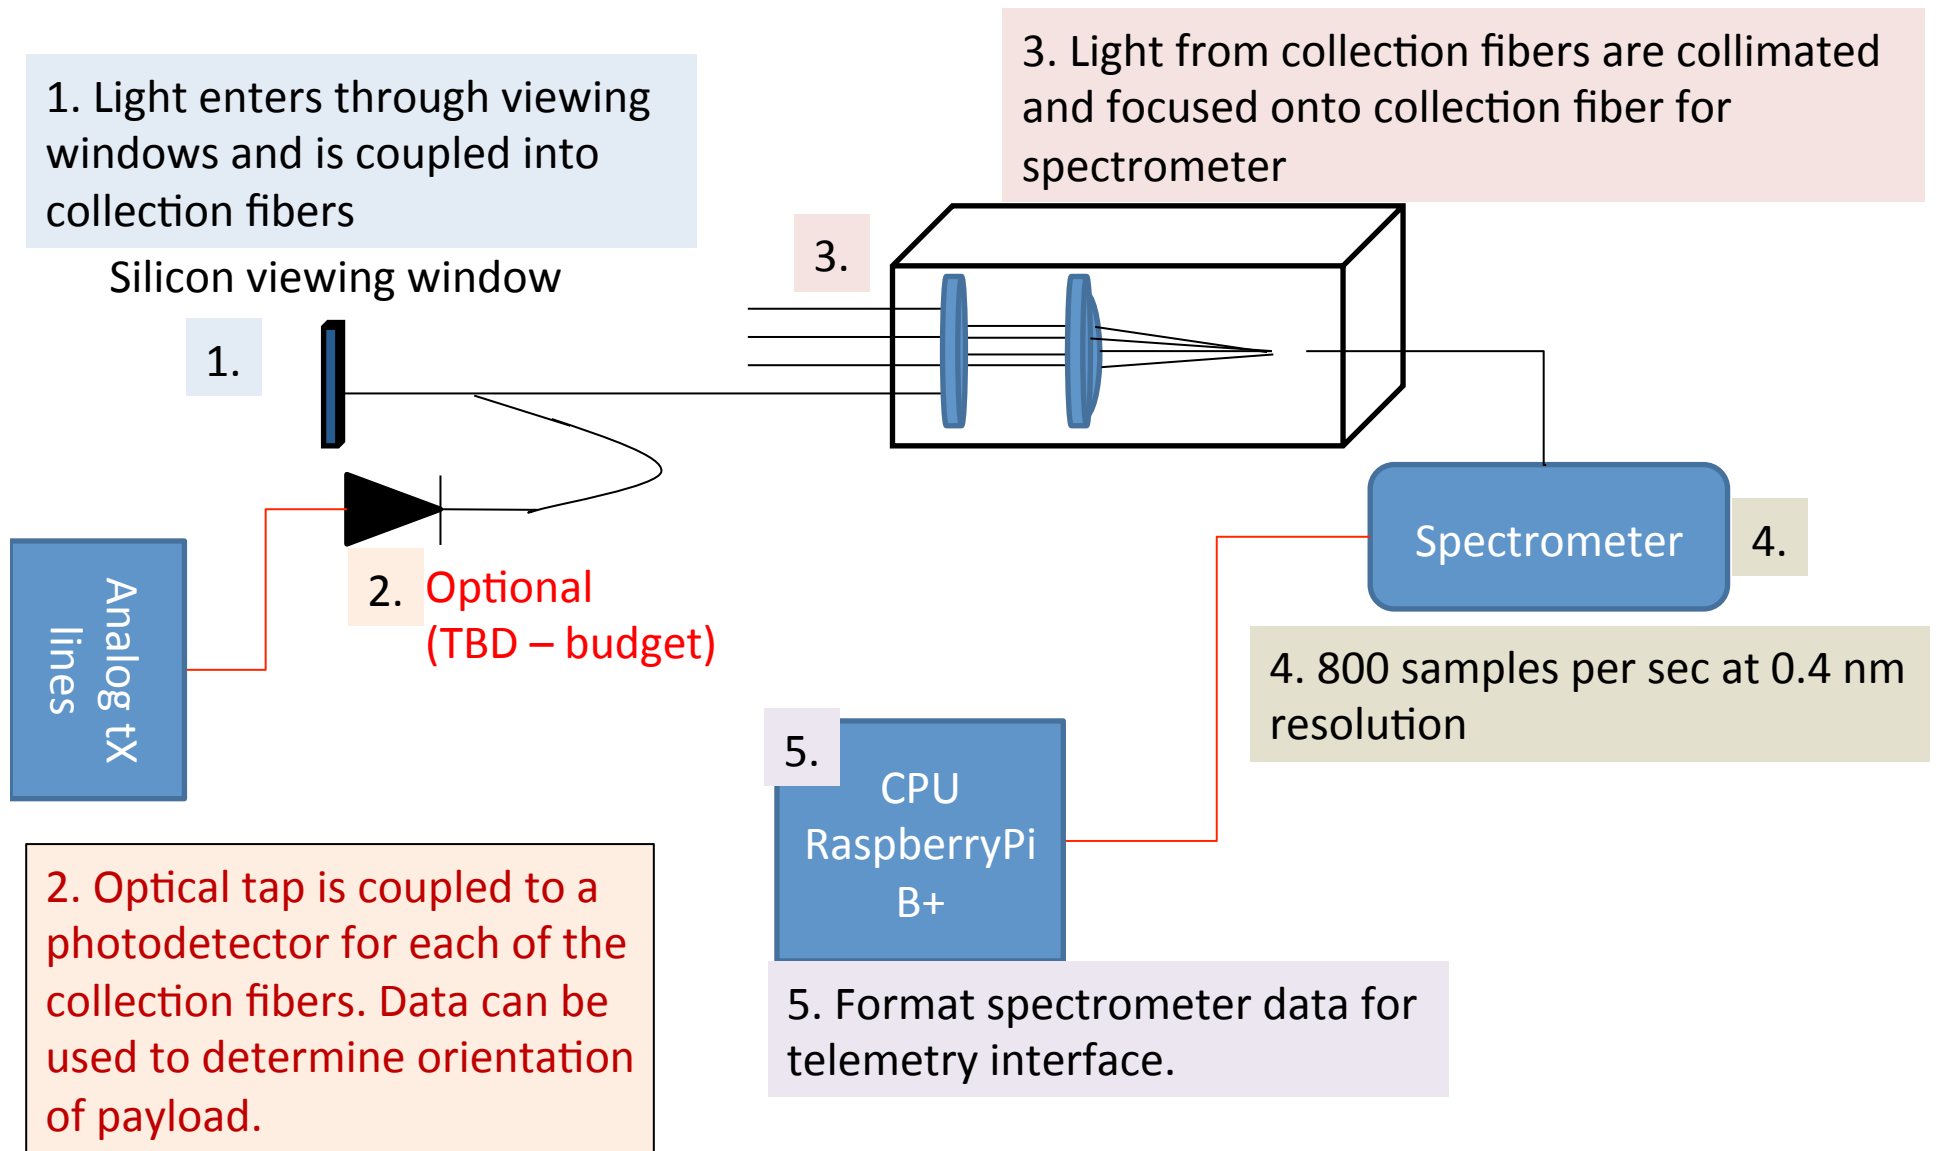 1. Light enters through viewing
windows and is coupled into
collection fibers
3. Light from collection fibers are collimated
and focused onto collection fiber for
spectrometer
Silicon viewing window
3.
1.
Spectrometer
4.
2.
Optional
(TBD – budget)
Analog tX
lines
4. 800 samples per sec at 0.4 nm
resolution
5.
CPU
RaspberryPi
B+
2. Optical tap is coupled to a
photodetector for each of the
collection fibers. Data can be
used to determine orientation
of payload.
5. Format spectrometer data for
telemetry interface.